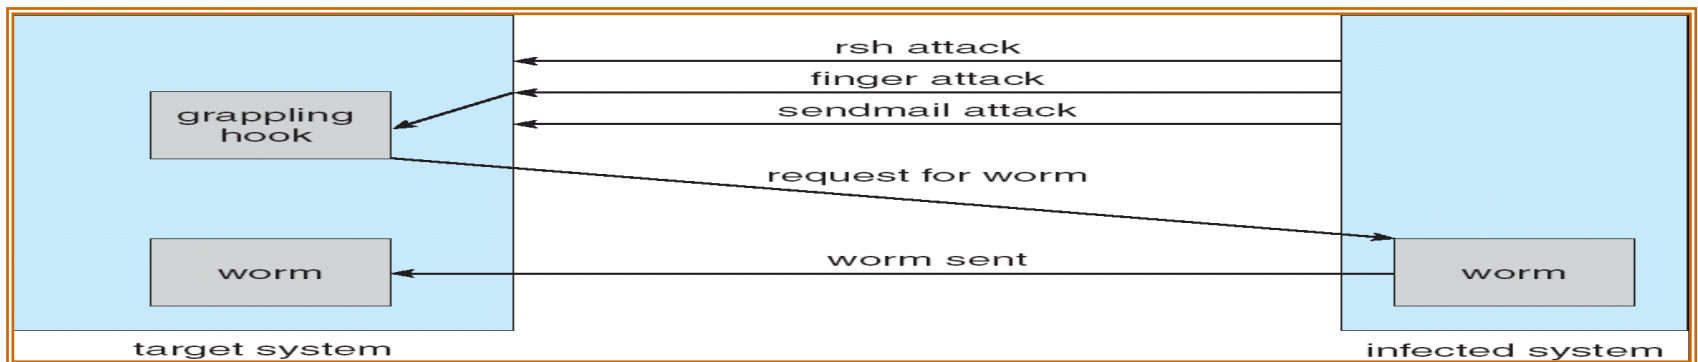 rsh attack
finger attack
sendmail attack
grappling
hook
request for worm
worm
worm sent
worm
target system
infected system